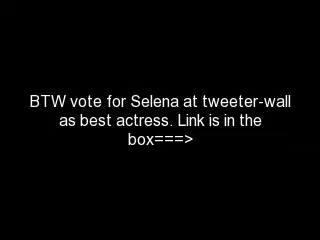 BTW vote for Selena at tweeter-wall
as best actress. Link is in the
box===>